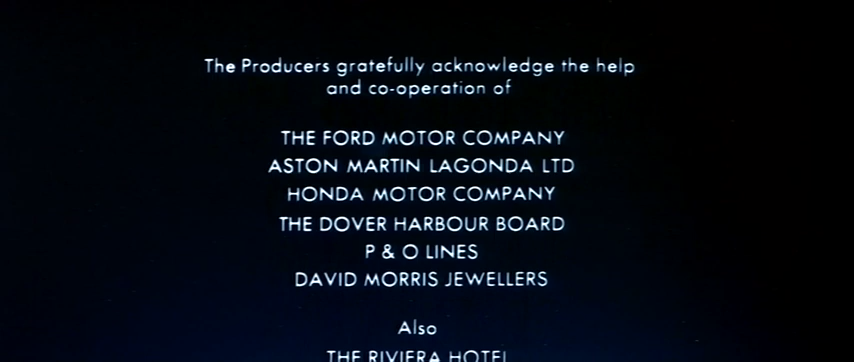 The Producers gratefully acknowledge the help
and co-operation of
THE FORD MOTOR COMPANY
ASTON MARTIN LAGONDA LTD
HONDA MOTOR COMPANY
THE DOVER HARBOUR BOARD
P & O LINES
DAVID MORRIS JEWELLERS
Also
THE RIVIERA HOTEL